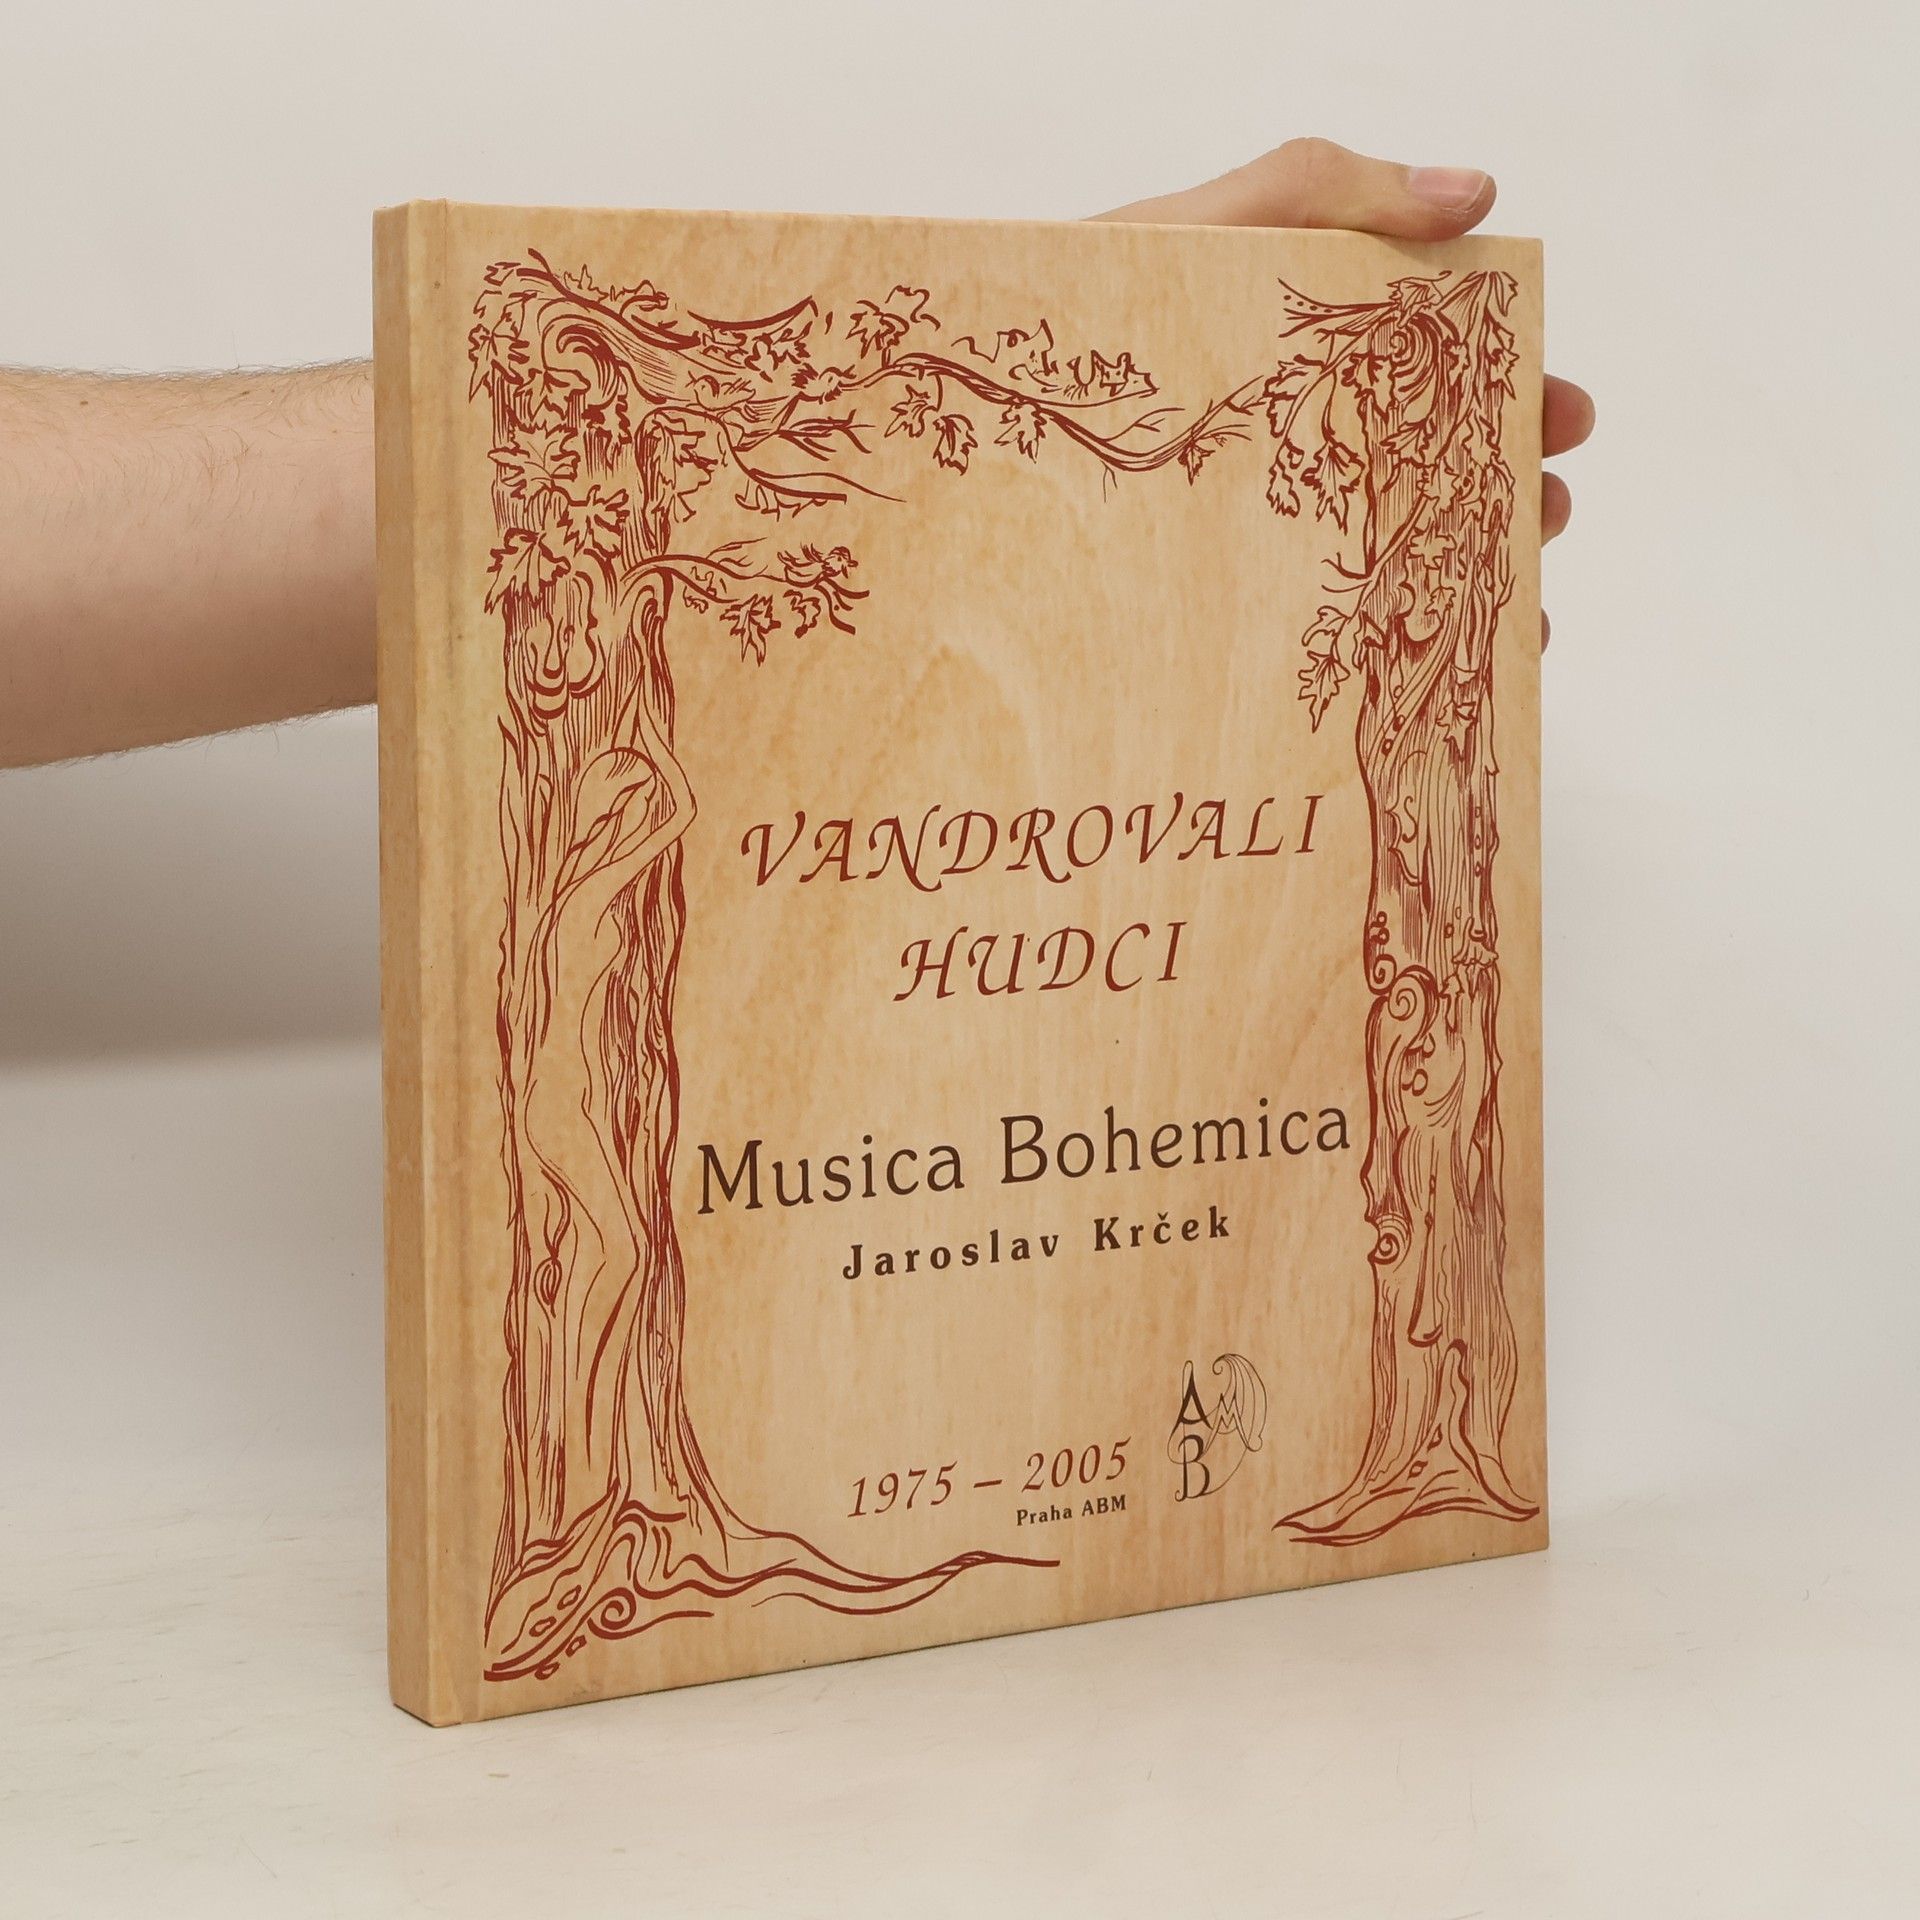 VANDROVALI
HUDCI
Musica Bohemica
Jaroslav Krček
1975 – 2005
Praha ABM
A M
B